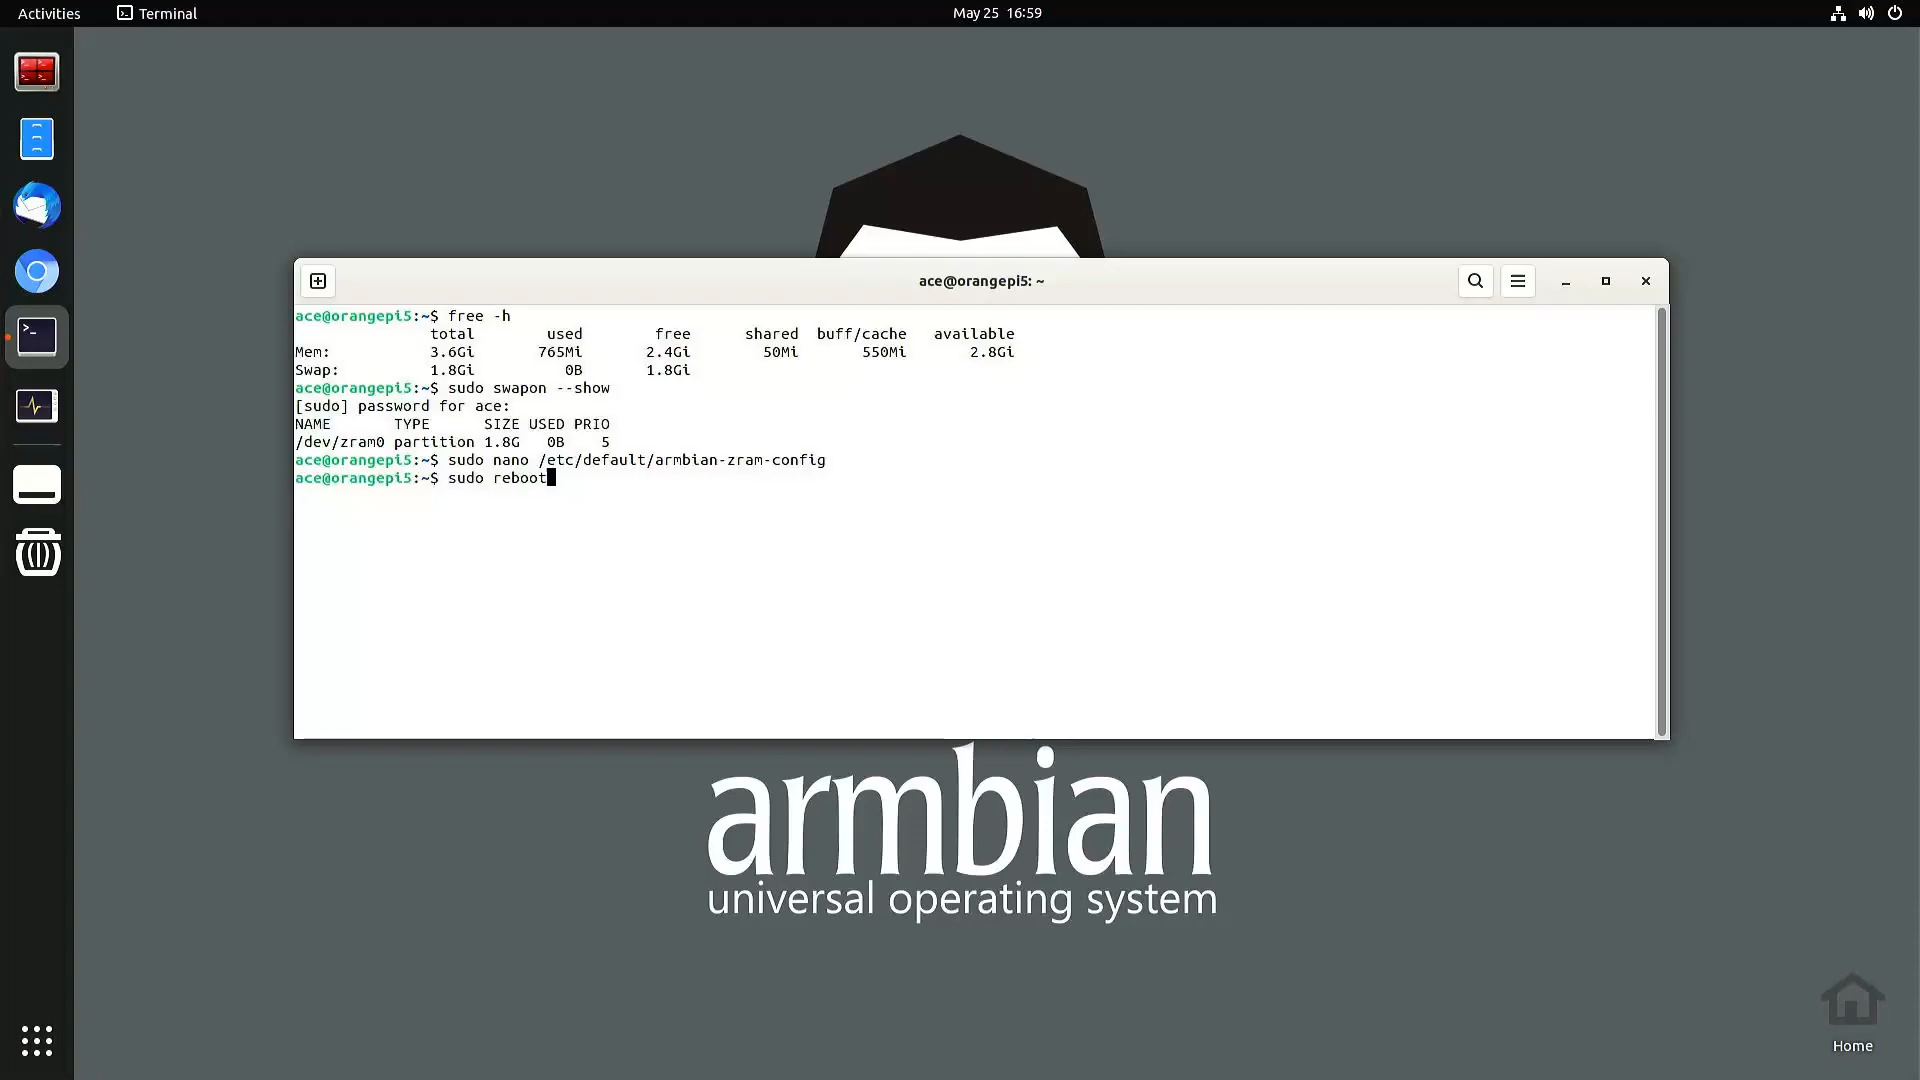 Activities Terminal May 25 16:59
ace@orangepi5: ~
ace@orangepi5:~$ free -h
total used free shared buff/cache available
Mem: 3.6Gi 765Mi 2.4Gi 50Mi 550Mi 2.8Gi
Swap: 1.8Gi 0B 1.8Gi
ace@orangepi5:~$ sudo swapon --show
[sudo] password for ace:
NAME TYPE SIZE USED PRIO
/dev/zram0 partition 1.8G 0B 5
ace@orangepi5:~$ sudo nano /etc/default/armbian-zram-config
ace@orangepi5:~$ sudo reboot
armbian
universal operating system
Home